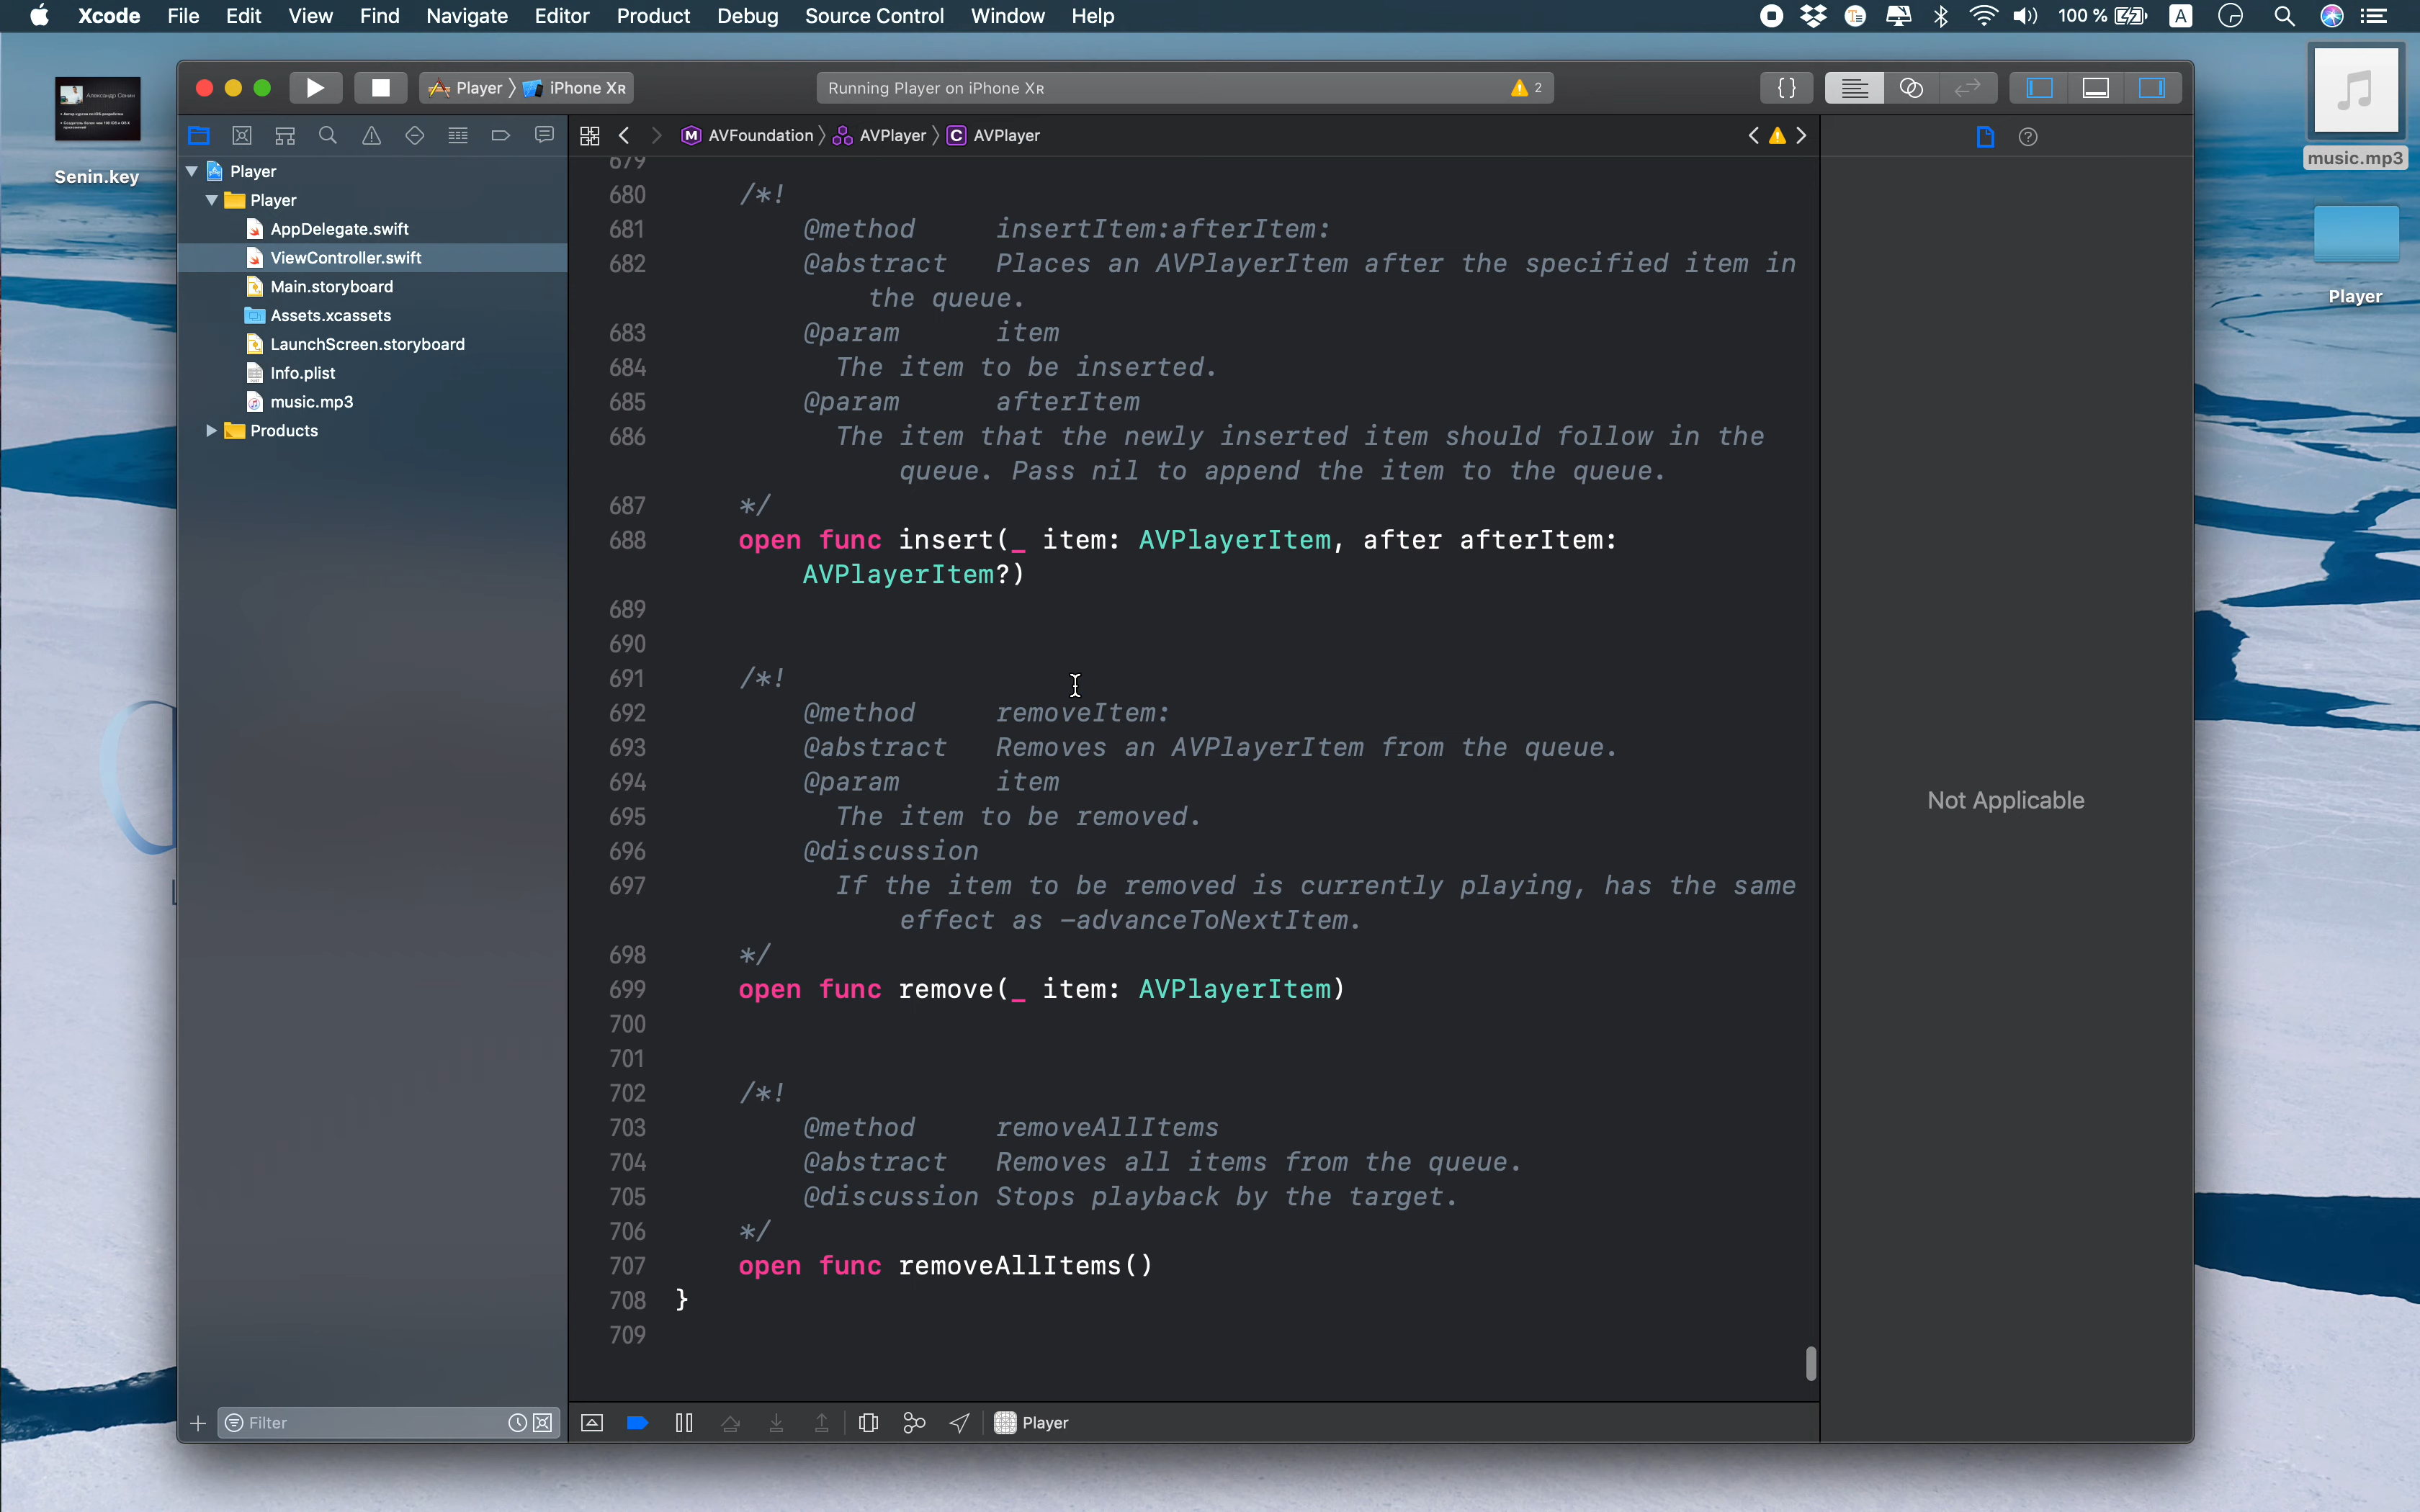 Xcode File Edit View Find Navigate Editor Product Debug Source Control Window Help 100 % A
Player iPhone XR Running Player on iPhone XR 2 {}
Senin.key
music.mp3
Player
AVFoundation AVPlayer C AVPlayer
Player
Player
AppDelegate.swift
ViewController.swift
Main.storyboard
Assets.xcassets
LaunchScreen.storyboard
Info.plist
music.mp3
Products
679
680 /*!
681 @method insertItem:afterItem:
682 @abstract Places an AVPlayerItem after the specified item in
the queue.
683 @param item
684 The item to be inserted.
685 @param afterItem
686 The item that the newly inserted item should follow in the
queue. Pass nil to append the item to the queue.
687 */
688 open func insert(_ item: AVPlayerItem, after afterItem:
AVPlayerItem?)
689
690
691 /*!
692 @method removeItem:
693 @abstract Removes an AVPlayerItem from the queue.
694 @param item
695 The item to be removed.
696 @discussion
697 If the item to be removed is currently playing, has the same
effect as -advanceToNextItem.
698 */
699 open func remove(_ item: AVPlayerItem)
700
701
702 /*!
703 @method removeAllItems
704 @abstract Removes all items from the queue.
705 @discussion Stops playback by the target.
706 */
707 open func removeAllItems()
708 }
709
Not Applicable
Filter
Player